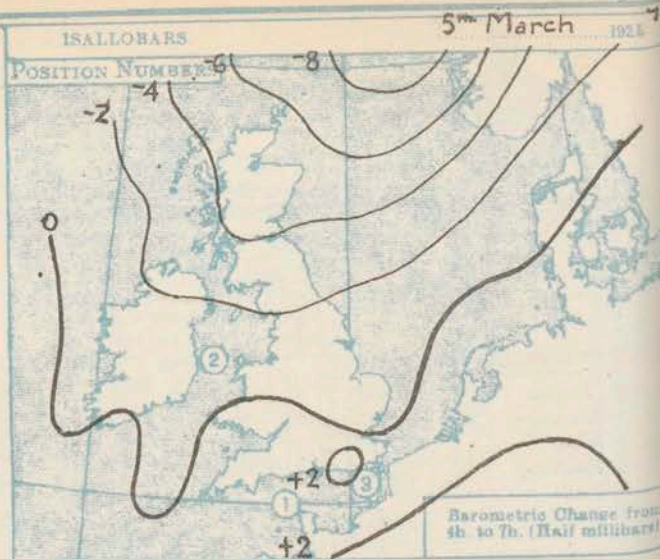 ISALLOBARS
5th March
POSITION NUMBERS
-2
-4
-6
-8
0
2
+2
3
1
+2
Barometric Change from
4h. to 7h. (Half millibars)